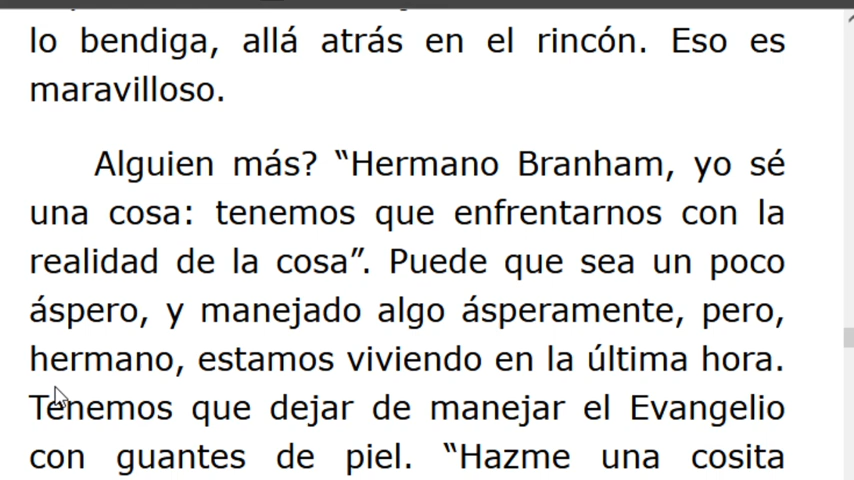 lo bendiga, allá atrás en el rincón. Eso es
maravilloso.
Alguien más? “Hermano Branham, yo sé
una cosa: tenemos que enfrentarnos con la
realidad de la cosa”. Puede que sea un poco
áspero, y manejado algo ásperamente, pero,
hermano, estamos viviendo en la última hora.
Tenemos que dejar de manejar el Evangelio
con guantes de piel. “Hazme una cosita